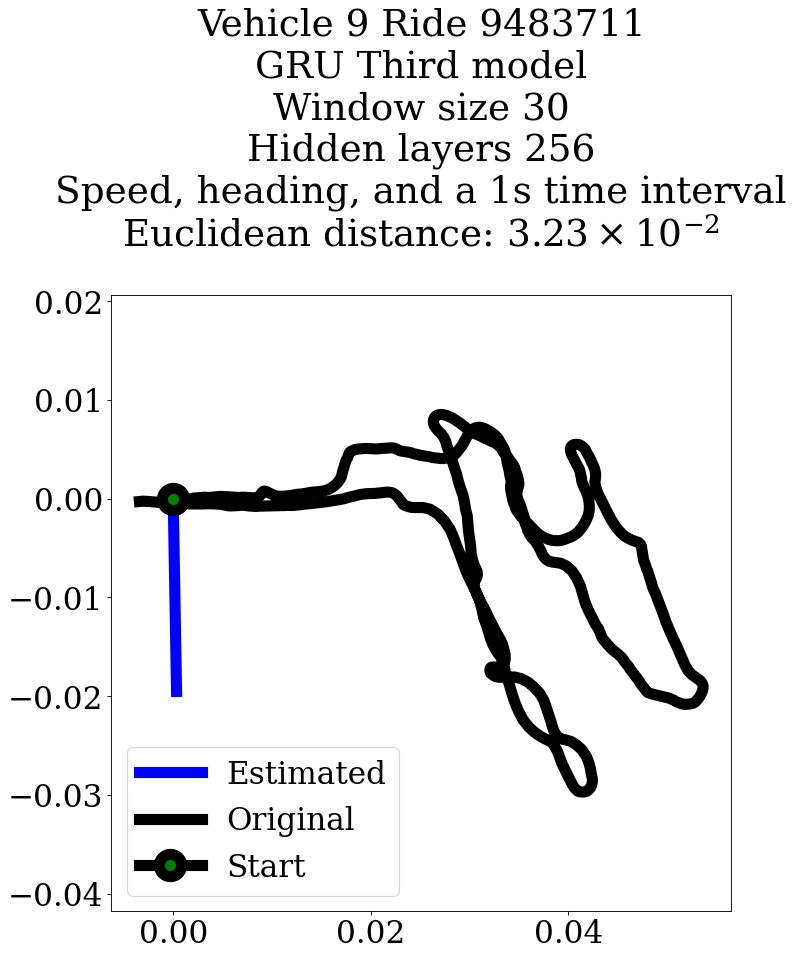 Vehicle 9 Ride 9483711
GRU Third model
Window size 30
Hidden layers 256
Speed, heading, and a 1s time interval
Euclidean distance: 3.23 × 10⁻²
0.02
0.01
0.00
−0.01
−0.02
−0.03
−0.04
Estimated
Original
Start
0.00 0.02 0.04